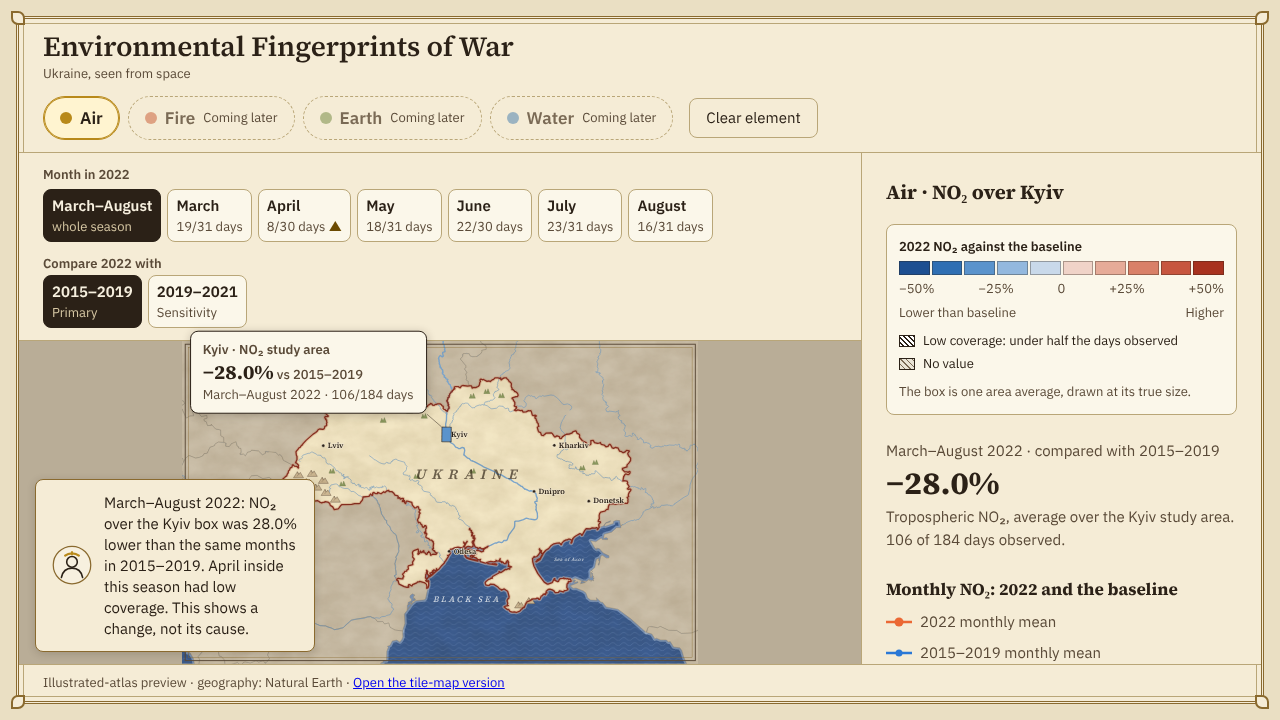 Environmental Fingerprints of War
Ukraine, seen from space
Air
Fire Coming later
Earth Coming later
Water Coming later
Clear element
Month in 2022
March–August
whole season
March
19/31 days
April
8/30 days
May
18/31 days
June
22/30 days
July
23/31 days
August
16/31 days
Compare 2022 with
2015–2019
Primary
2019–2021
Sensitivity
Kyiv · NO₂ study area
−28.0% vs 2015–2019
March–August 2022 · 106/184 days
Kyiv
Lviv
Kharkiv
UKRAINE
Dnipro
Donetsk
Odesa
Sea of Azov
BLACK SEA
March–August 2022: NO₂
over the Kyiv box was 28.0%
lower than the same months
in 2015–2019. April inside
this season had low
coverage. This shows a
change, not its cause.
Air · NO₂ over Kyiv
2022 NO₂ against the baseline
−50% −25% 0 +25% +50%
Lower than baseline Higher
Low coverage: under half the days observed
No value
The box is one area average, drawn at its true size.
March–August 2022 · compared with 2015–2019
−28.0%
Tropospheric NO₂, average over the Kyiv study area.
106 of 184 days observed.
Monthly NO₂: 2022 and the baseline
2022 monthly mean
2015–2019 monthly mean
Illustrated-atlas preview · geography: Natural Earth · Open the tile-map version